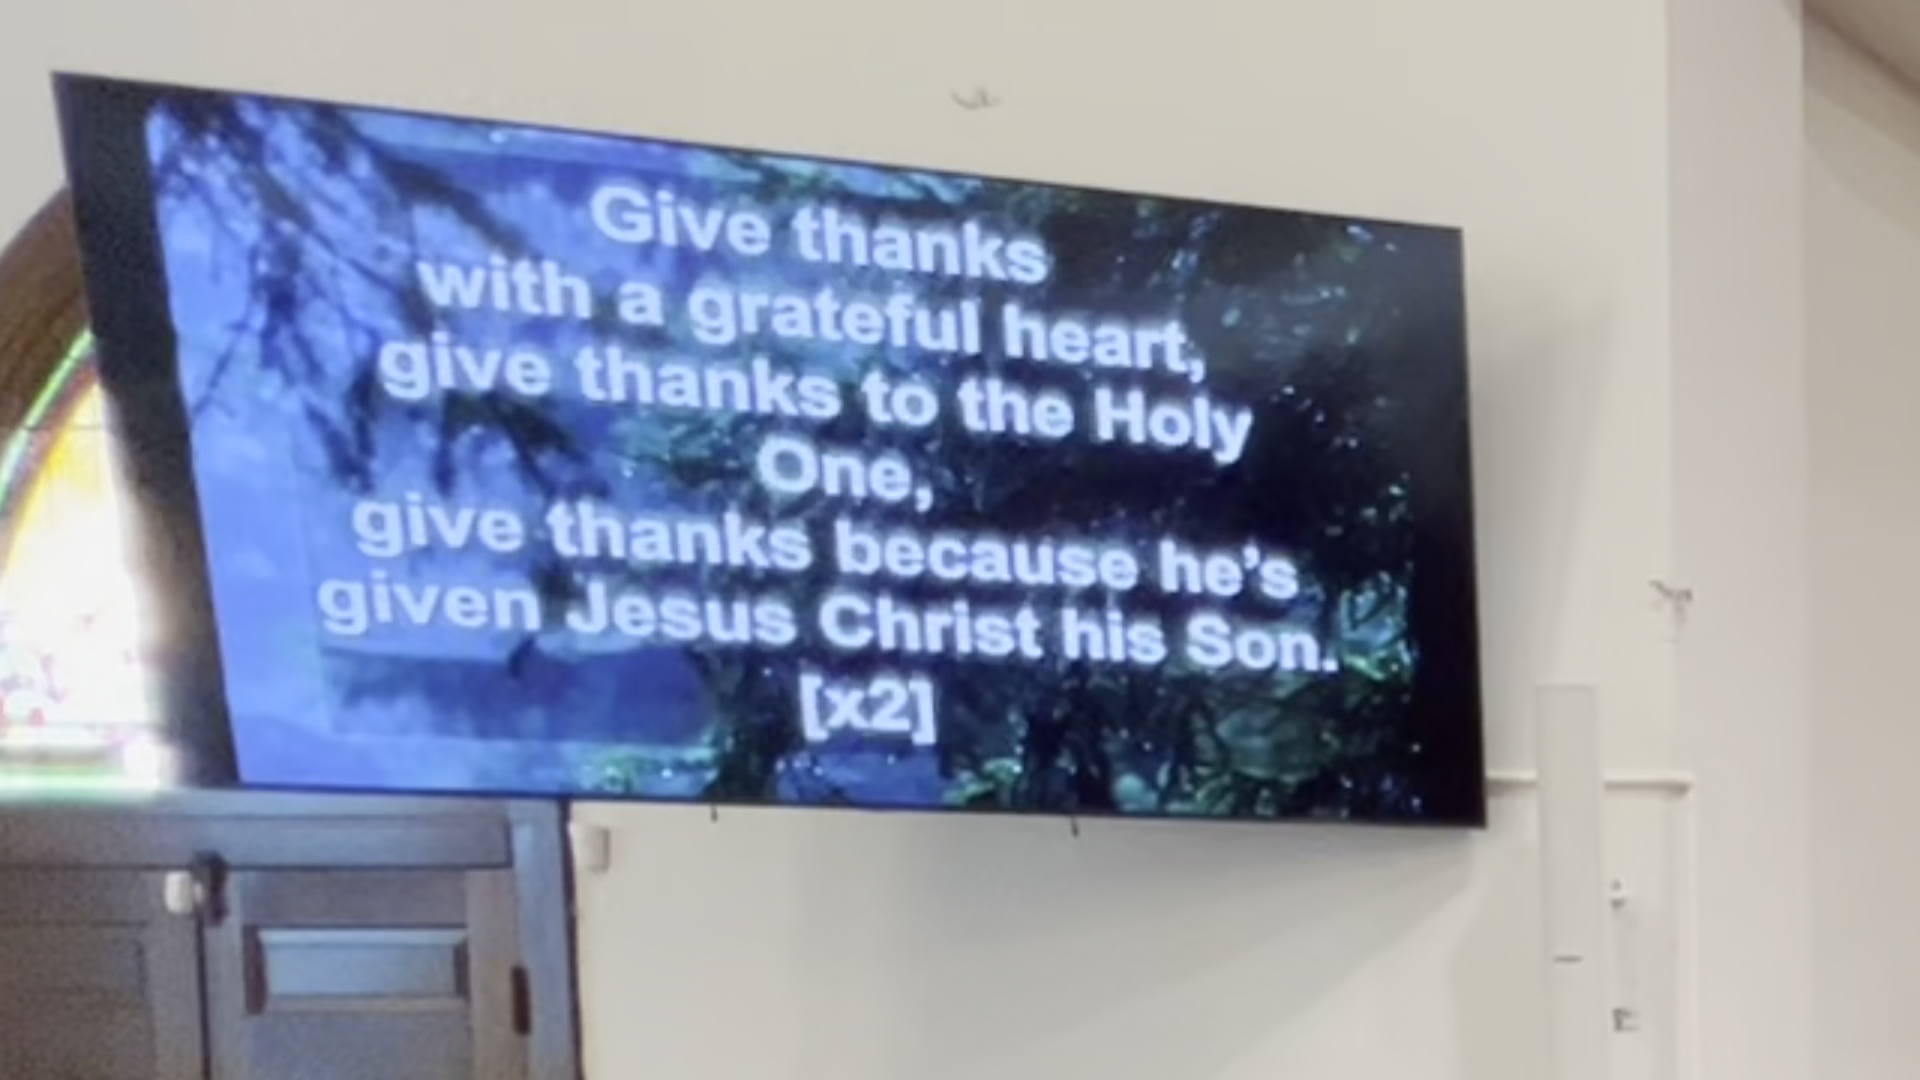 Give thanks
with a grateful heart,
give thanks to the Holy
One,
give thanks because he's
given Jesus Christ his Son.
[x2]